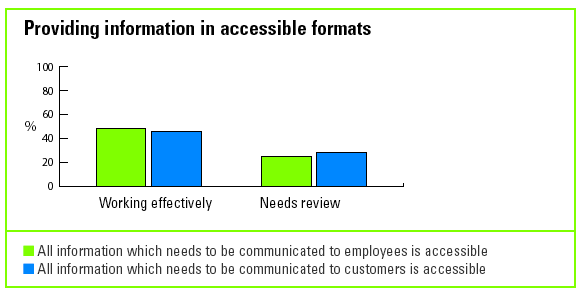 Providing information in accessible formats
100
80
60
%
40
20
0
Working effectively Needs review
All information which needs to be communicated to employees is accessible
All information which needs to be communicated to customers is accessible